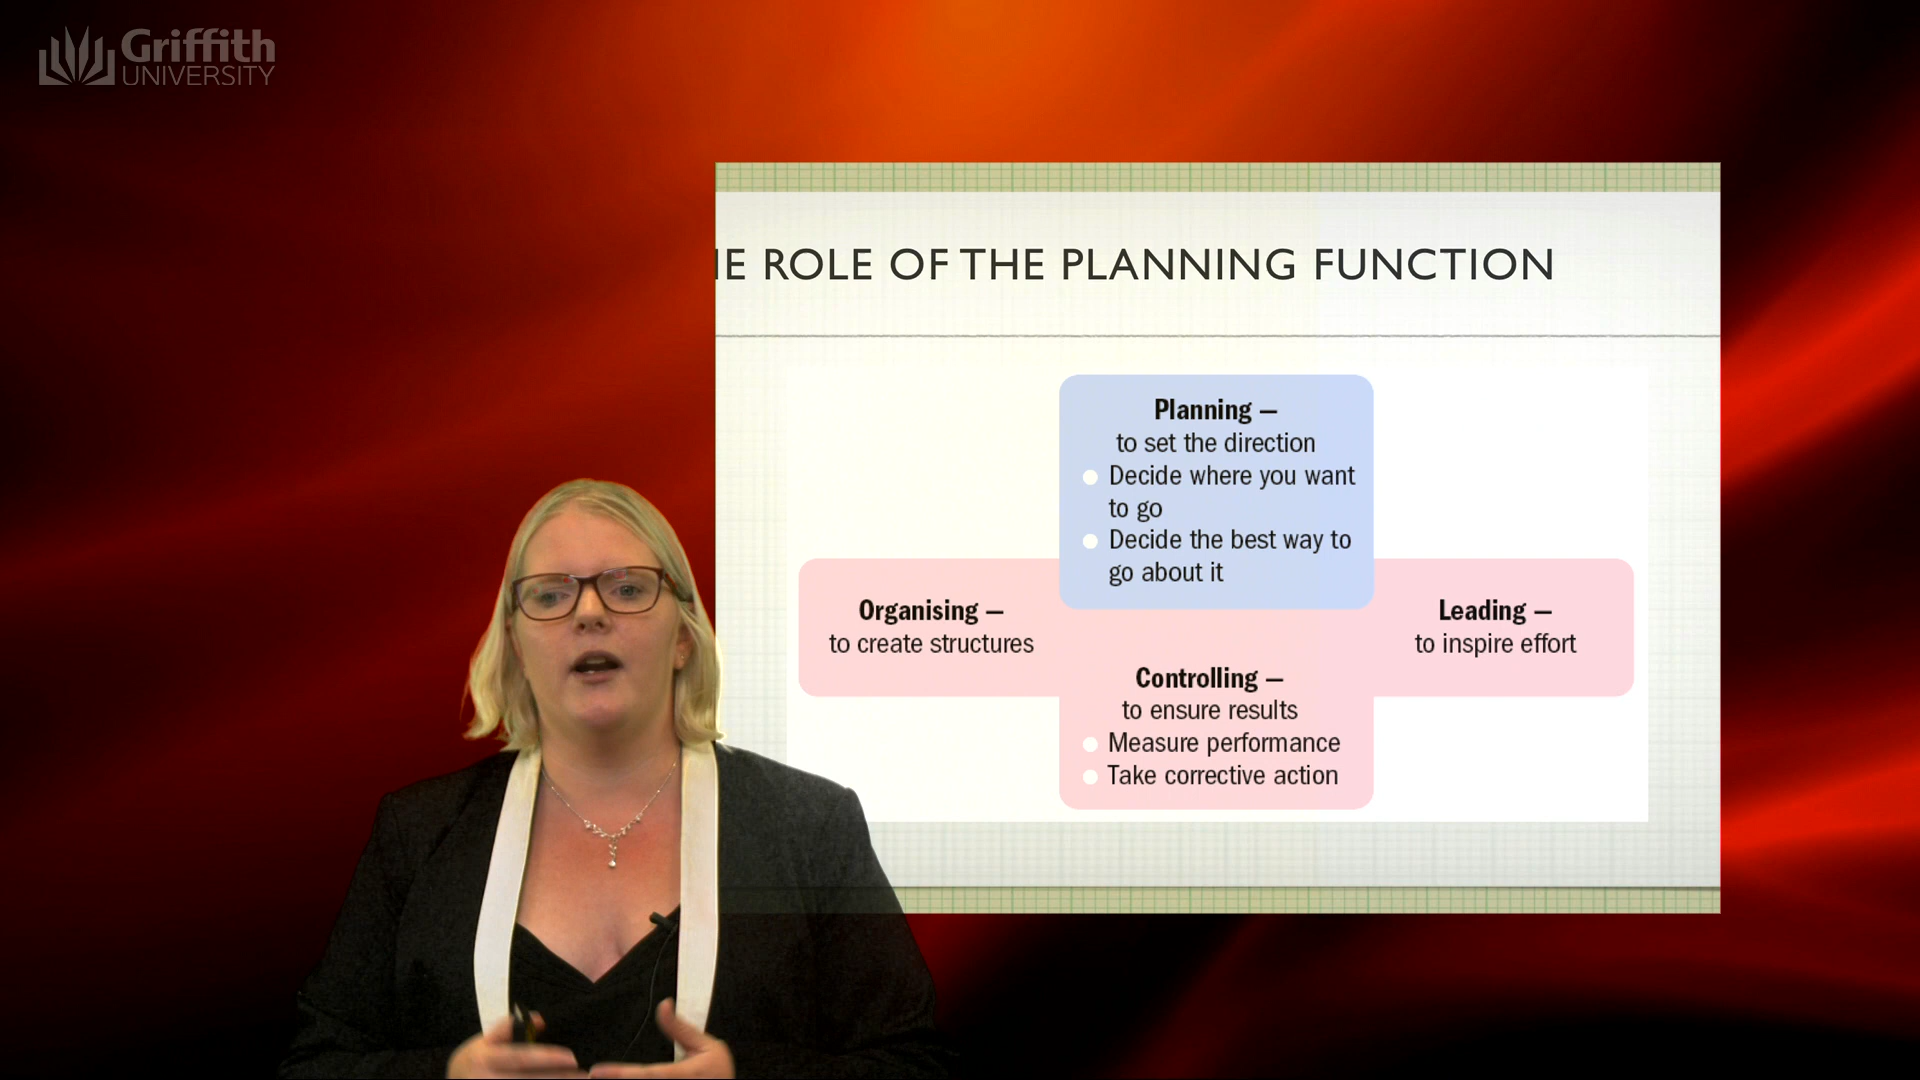 Griffith
UNIVERSITY
E ROLE OF THE PLANNING FUNCTION
Planning —
to set the direction
Decide where you want
to go
Decide the best way to
go about it
Organising —
to create structures
Leading —
to inspire effort
Controlling —
to ensure results
Measure performance
Take corrective action